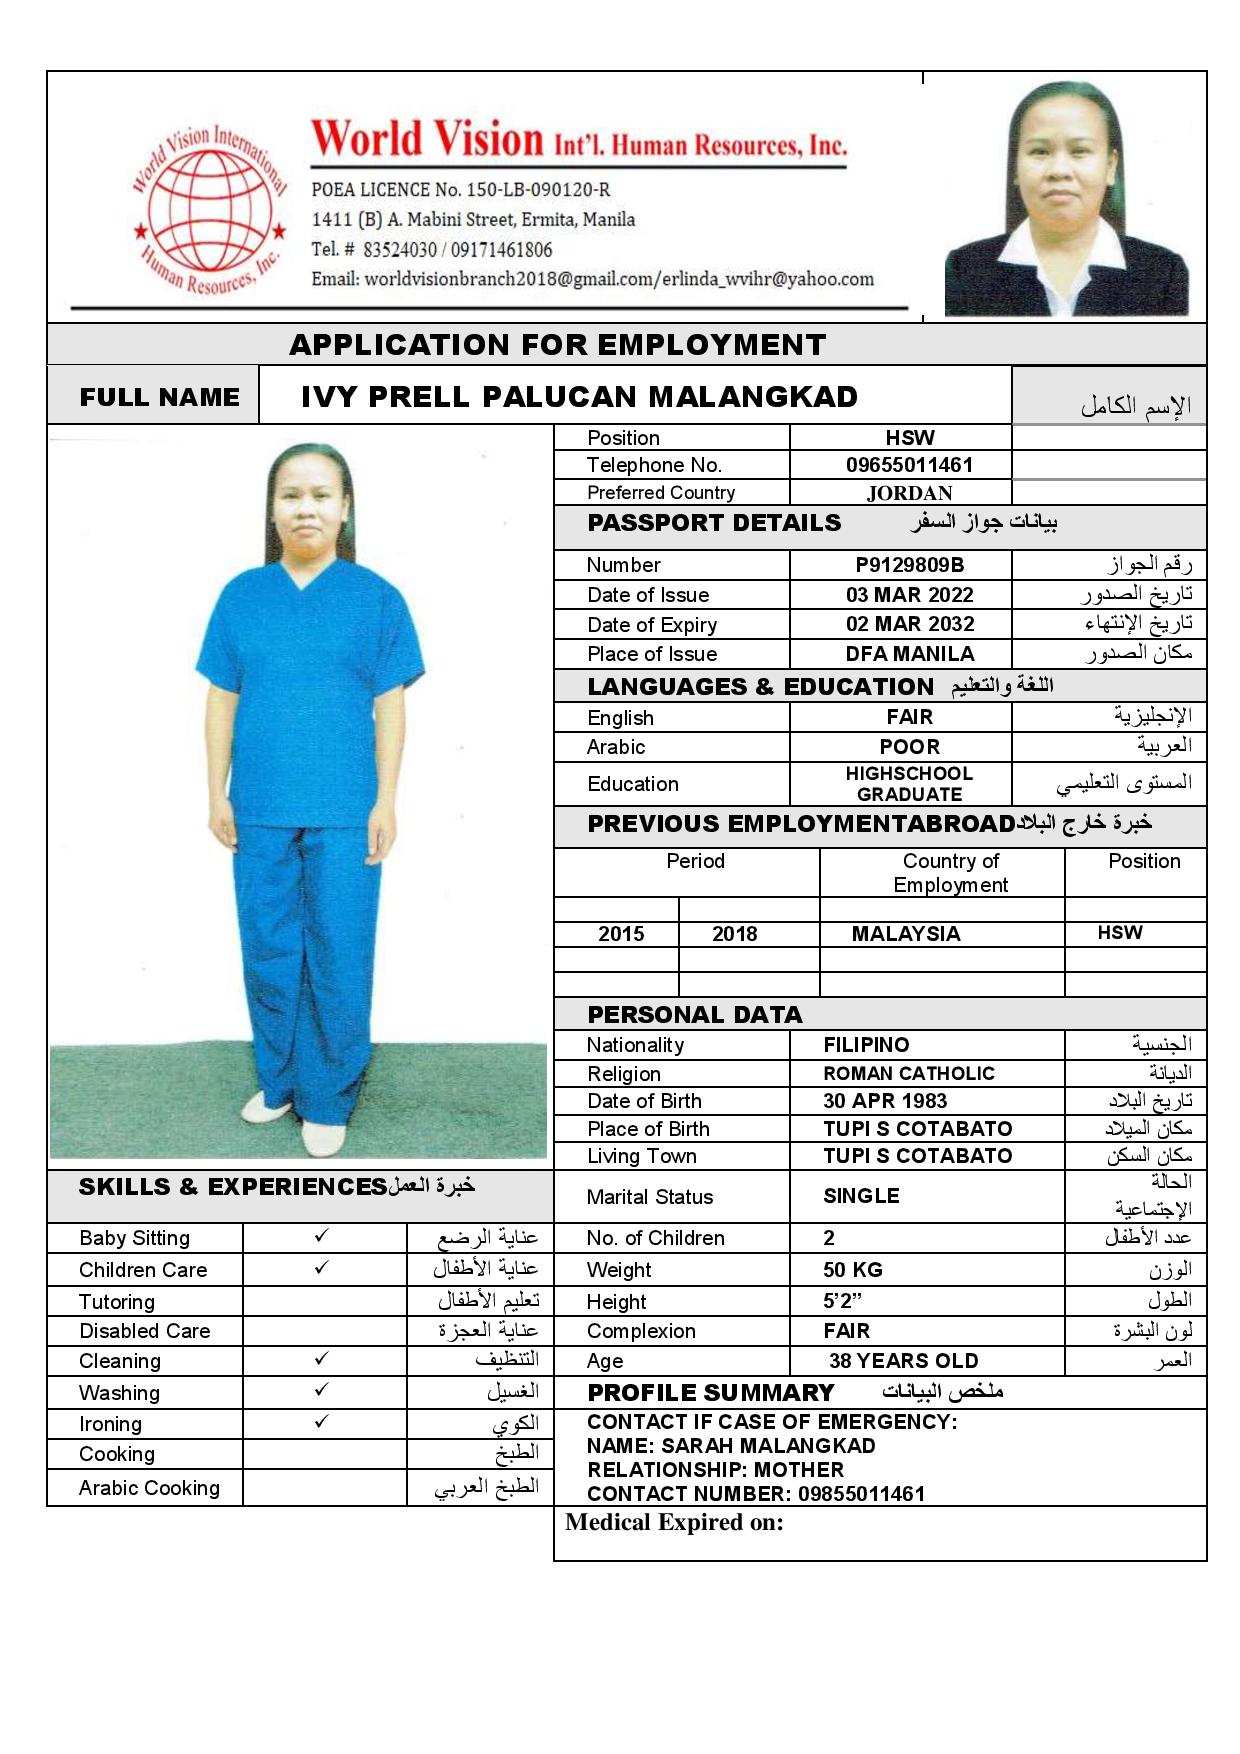 World Vision International
Human Resources, Inc.
World Vision Int'l. Human Resources, Inc.
POEA LICENCE No. 150-LB-090120-R
1411 (B) A. Mabini Street, Ermita, Manila
Tel. # 83524030 / 09171461806
Email: worldvisionbranch2018@gmail.com/erlinda_wvihr@yahoo.com
APPLICATION FOR EMPLOYMENT
FULL NAME IVY PRELL PALUCAN MALANGKAD الإسم الكامل
Position HSW
Telephone No. 09655011461
Preferred Country JORDAN
PASSPORT DETAILS بيانات جواز السفر
Number P9129809B رقم الجواز
Date of Issue 03 MAR 2022 تاريخ الصدور
Date of Expiry 02 MAR 2032 تاريخ الإنتهاء
Place of Issue DFA MANILA مكان الصدور
LANGUAGES & EDUCATION اللغة والتعليم
English FAIR الإنجليزية
Arabic POOR العربية
Education HIGHSCHOOL GRADUATE المستوى التعليمي
PREVIOUS EMPLOYMENTABROAD خبرة خارج البلاد
Period Country of Employment Position
2015 2018 MALAYSIA HSW
PERSONAL DATA
Nationality FILIPINO الجنسية
Religion ROMAN CATHOLIC الديانة
Date of Birth 30 APR 1983 تاريخ البلاد
Place of Birth TUPI S COTABATO مكان الميلاد
Living Town TUPI S COTABATO مكان السكن
Marital Status SINGLE الحالة الإجتماعية
No. of Children 2 عدد الأطفال
Weight 50 KG الوزن
Height 5'2” الطول
Complexion FAIR لون البشرة
Age 38 YEARS OLD العمر
SKILLS & EXPERIENCES خبرة العمل
Baby Sitting ✓ عناية الرضع
Children Care ✓ عناية الأطفال
Tutoring تعليم الأطفال
Disabled Care عناية العجزة
Cleaning ✓ التنظيف
Washing ✓ الغسيل
Ironing ✓ الكوي
Cooking الطبخ
Arabic Cooking الطبخ العربي
PROFILE SUMMARY ملخص البيانات
CONTACT IF CASE OF EMERGENCY:
NAME: SARAH MALANGKAD
RELATIONSHIP: MOTHER
CONTACT NUMBER: 09855011461
Medical Expired on: